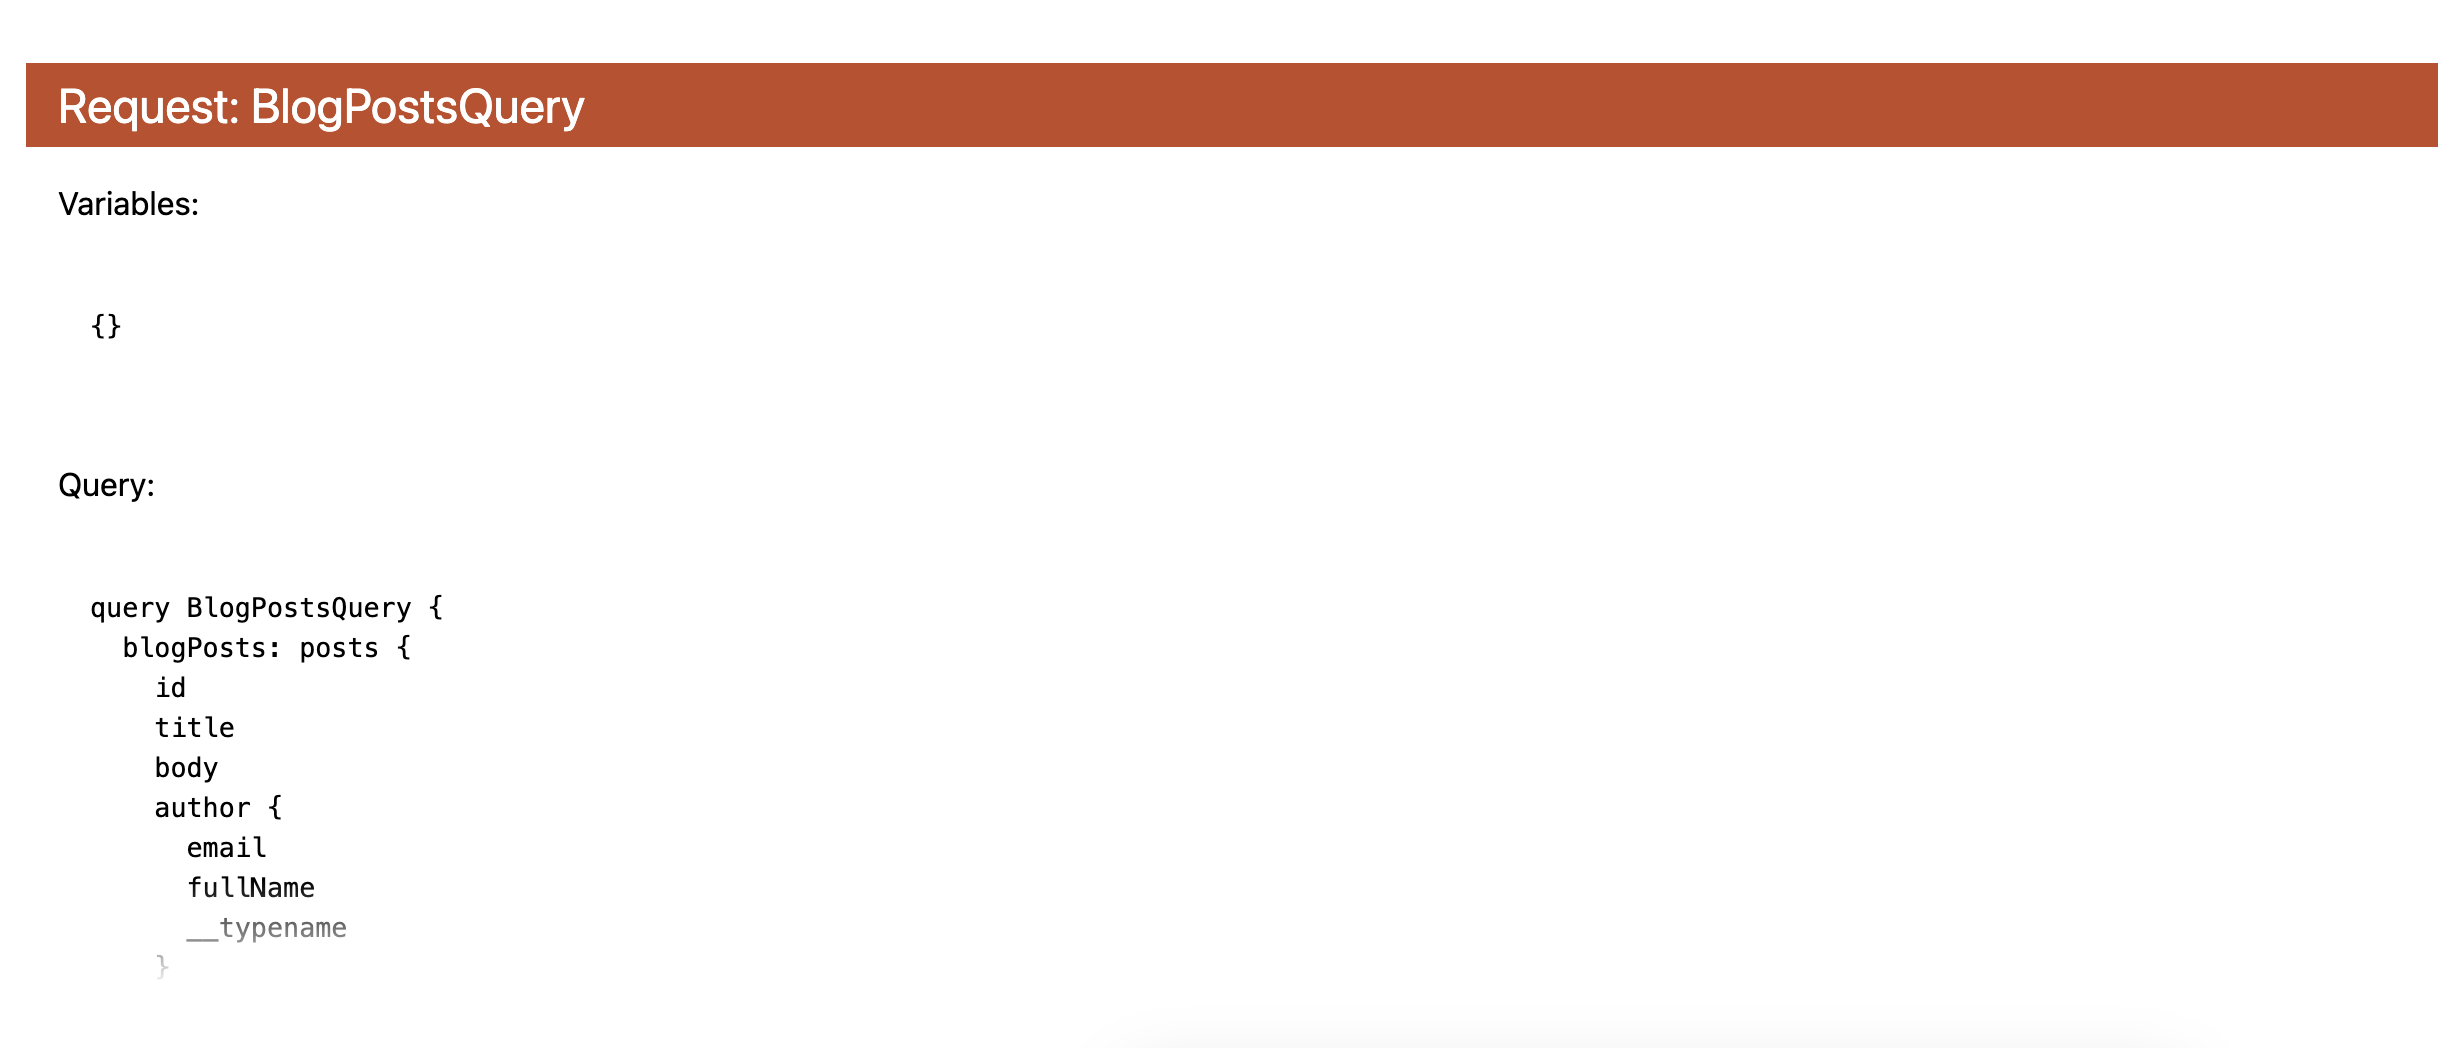 Request: BlogPostsQuery
Variables:
{}
Query:
query BlogPostsQuery {
  blogPosts: posts {
    id
    title
    body
    author {
      email
      fullName
      __typename
    }